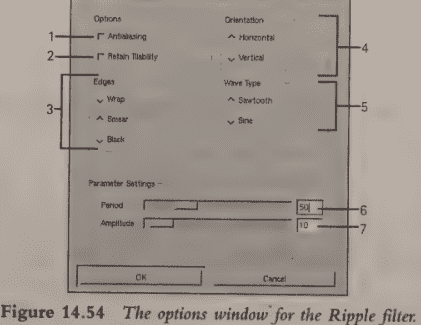 Options
Orientation
1 Antialiasing
Horizontal
4
2 Retain Tilability
Vertical
Edges
Wave Type
3
Wrap
Sawtooth
5
Smear
Sine
Black
Parameter Settings
Period 50 6
Amplitude 10 7
OK
Cancel
Figure 14.54 The options window for the Ripple filter.